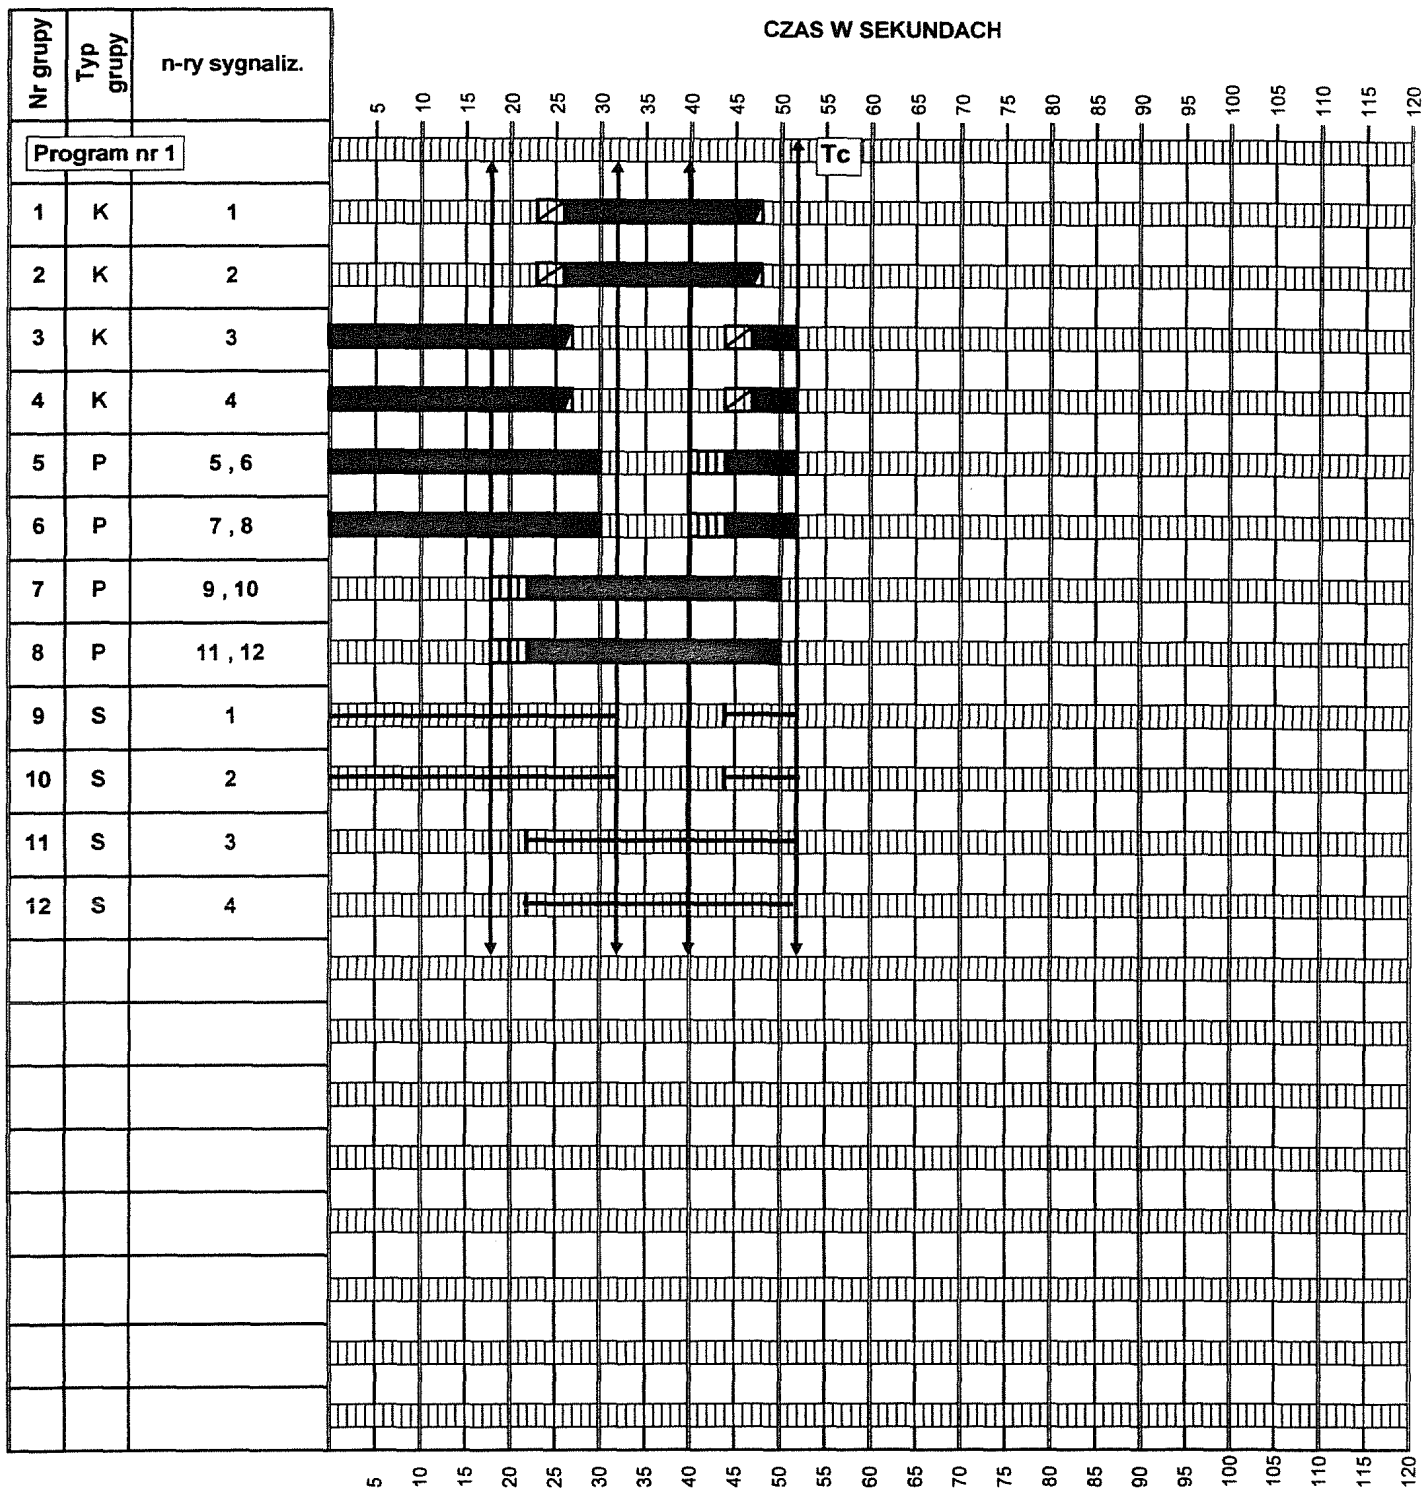 CZAS W SEKUNDACH
Nr grupy Typ grupy n-ry sygnaliz.
5 10 15 20 25 30 35 40 45 50 55 60 65 70 75 80 85 90 95 100 105 110 115 120
Program nr 1 Tc
1 K 1
2 K 2
3 K 3
4 K 4
5 P 5 , 6
6 P 7 , 8
7 P 9 , 10
8 P 11 , 12
9 S 1
10 S 2
11 S 3
12 S 4
5 10 15 20 25 30 35 40 45 50 55 60 65 70 75 80 85 90 95 100 105 110 115 120